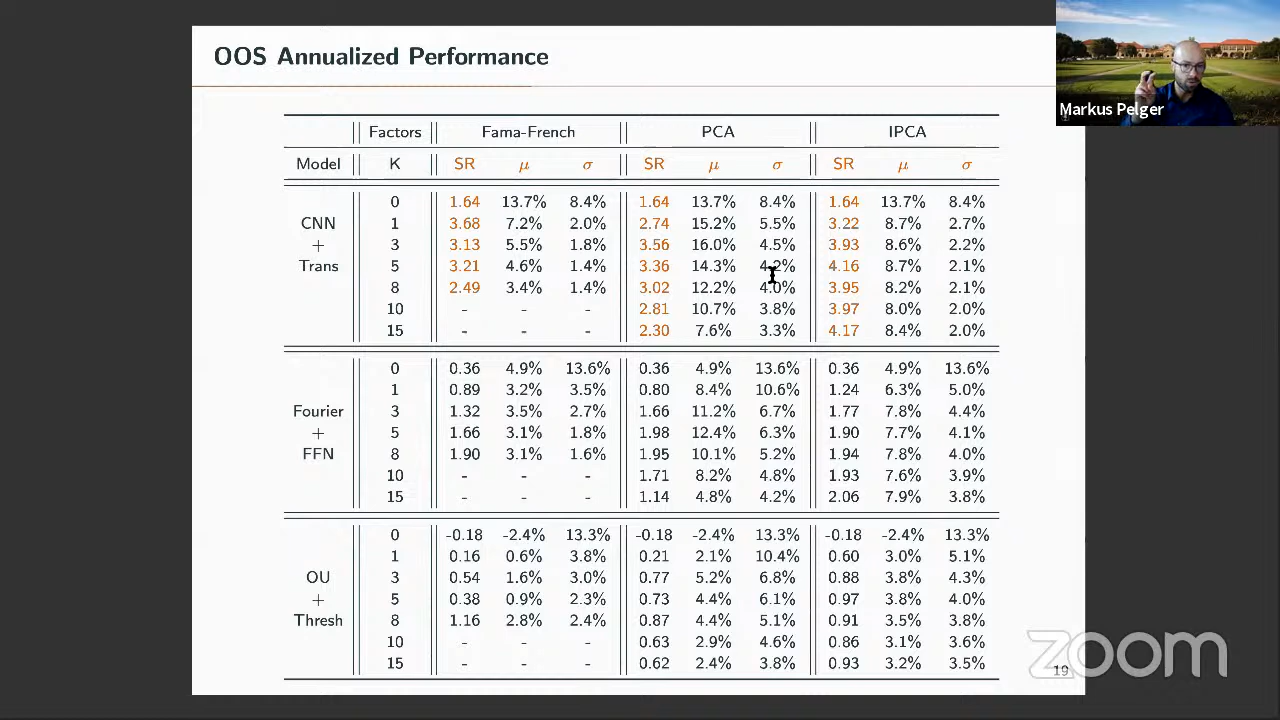 OOS Annualized Performance
Markus Pelger
Factors Fama-French PCA IPCA
Model K SR μ σ SR μ σ SR μ σ
0 1.64 13.7% 8.4% 1.64 13.7% 8.4% 1.64 13.7% 8.4%
CNN 1 3.68 7.2% 2.0% 2.74 15.2% 5.5% 3.22 8.7% 2.7%
+ 3 3.13 5.5% 1.8% 3.56 16.0% 4.5% 3.93 8.6% 2.2%
Trans 5 3.21 4.6% 1.4% 3.36 14.3% 4.2% 4.16 8.7% 2.1%
8 2.49 3.4% 1.4% 3.02 12.2% 4.0% 3.95 8.2% 2.1%
10 - - - 2.81 10.7% 3.8% 3.97 8.0% 2.0%
15 - - - 2.30 7.6% 3.3% 4.17 8.4% 2.0%
0 0.36 4.9% 13.6% 0.36 4.9% 13.6% 0.36 4.9% 13.6%
1 0.89 3.2% 3.5% 0.80 8.4% 10.6% 1.24 6.3% 5.0%
Fourier 3 1.32 3.5% 2.7% 1.66 11.2% 6.7% 1.77 7.8% 4.4%
+ 5 1.66 3.1% 1.8% 1.98 12.4% 6.3% 1.90 7.7% 4.1%
FFN 8 1.90 3.1% 1.6% 1.95 10.1% 5.2% 1.94 7.8% 4.0%
10 - - - 1.71 8.2% 4.8% 1.93 7.6% 3.9%
15 - - - 1.14 4.8% 4.2% 2.06 7.9% 3.8%
0 -0.18 -2.4% 13.3% -0.18 -2.4% 13.3% -0.18 -2.4% 13.3%
1 0.16 0.6% 3.8% 0.21 2.1% 10.4% 0.60 3.0% 5.1%
OU 3 0.54 1.6% 3.0% 0.77 5.2% 6.8% 0.88 3.8% 4.3%
+ 5 0.38 0.9% 2.3% 0.73 4.4% 6.1% 0.97 3.8% 4.0%
Thresh 8 1.16 2.8% 2.4% 0.87 4.4% 5.1% 0.91 3.5% 3.8%
10 - - - 0.63 2.9% 4.6% 0.86 3.1% 3.6%
15 - - - 0.62 2.4% 3.8% 0.93 3.2% 3.5%
zoom
19